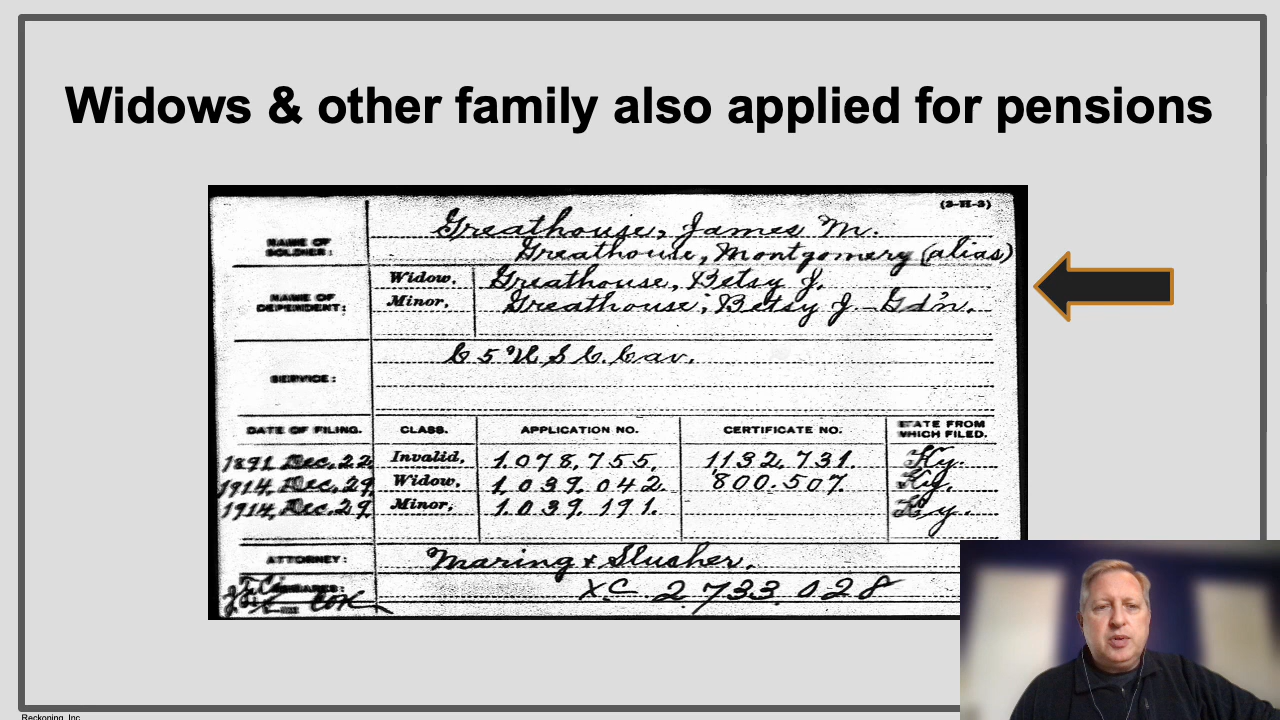 Widows & other family also applied for pensions
(3-H-3)
NAME OF SOLDIER: Greathouse, James M.
Greathouse, Montgomery (alias)
NAME OF DEPENDENT: Widow. Greathouse, Betsy J.
Minor. Greathouse, Betsy J.—Gd'n.
SERVICE: C 5" U S C. Cav.
DATE OF FILING. CLASS. APPLICATION NO. CERTIFICATE NO. STATE FROM WHICH FILED.
1891 Dec. 22 Invalid, 1.078,755. 1132.731. Ky.
1914, Dec. 29 Widow, 1.039.042. 800.507. Ky.
1914, Dec. 29. Minor, 1.039.191. Ky.
ATTORNEY: Maring & Slusher.
XC 2.733.028
Reckoning, Inc.